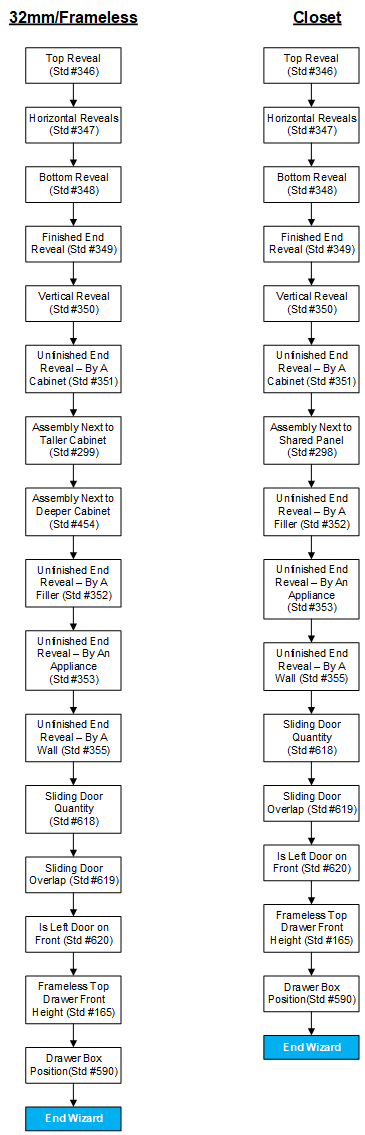 32mm/Frameless
Top Reveal
(Std #346)
Horizontal Reveals
(Std #347)
Bottom Reveal
(Std #348)
Finished End
Reveal (Std #349)
Vertical Reveal
(Std #350)
Unfinished End
Reveal – By A
Cabinet (Std #351)
Assembly Next to
Taller Cabinet
(Std #299)
Assembly Next to
Deeper Cabinet
(Std #454)
Unfinished End
Reveal – By A
Filler (Std #352)
Unfinished End
Reveal – By An
Appliance
(Std #353)
Unfinished End
Reveal – By A
Wall (Std #355)
Sliding Door
Quantity
(Std #618)
Sliding Door
Overlap (Std #619)
Is Left Door on
Front (Std #620)
Frameless Top
Drawer Front
Height (Std #165)
Drawer Box
Position(Std #590)
End Wizard
Closet
Top Reveal
(Std #346)
Horizontal Reveals
(Std #347)
Bottom Reveal
(Std #348)
Finished End
Reveal (Std #349)
Vertical Reveal
(Std #350)
Unfinished End
Reveal – By A
Cabinet (Std #351)
Assembly Next to
Shared Panel
(Std #298)
Unfinished End
Reveal – By A
Filler (Std #352)
Unfinished End
Reveal – By An
Appliance
(Std #353)
Unfinished End
Reveal – By A
Wall (Std #355)
Sliding Door
Quantity
(Std #618)
Sliding Door
Overlap (Std #619)
Is Left Door on
Front (Std #620)
Frameless Top
Drawer Front
Height (Std #165)
Drawer Box
Position(Std #590)
End Wizard